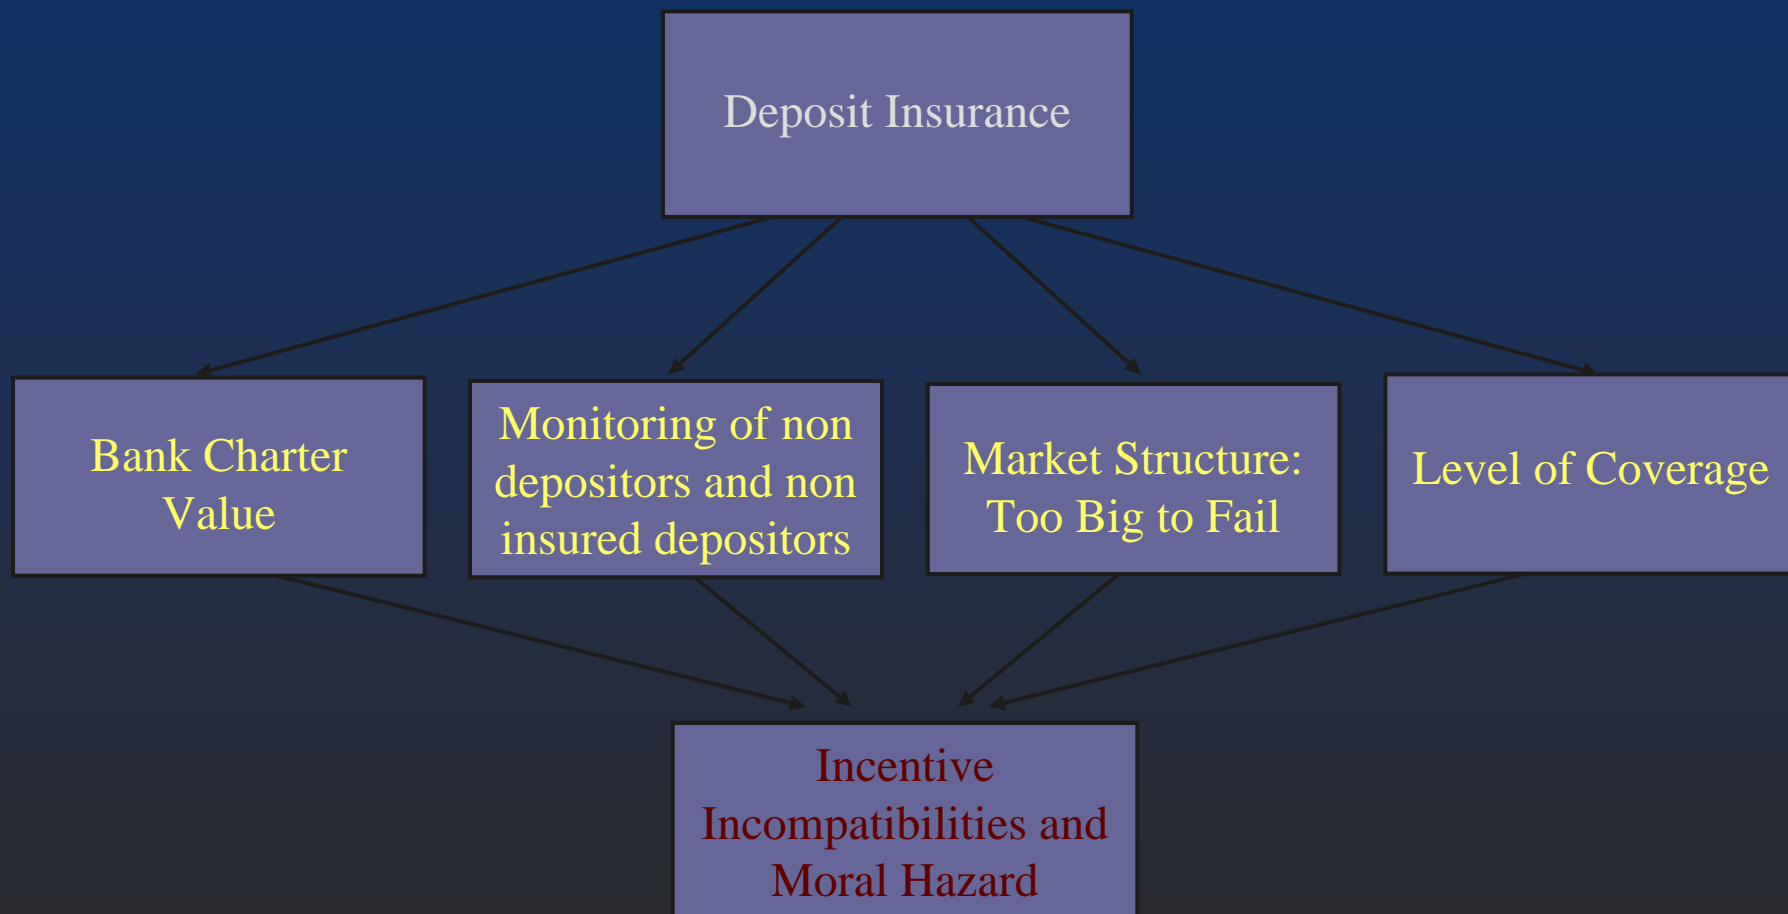 Deposit Insurance
Bank Charter
Value
Monitoring of non
depositors and non
insured depositors
Market Structure:
Too Big to Fail
Level of Coverage
Incentive
Incompatibilities and
Moral Hazard